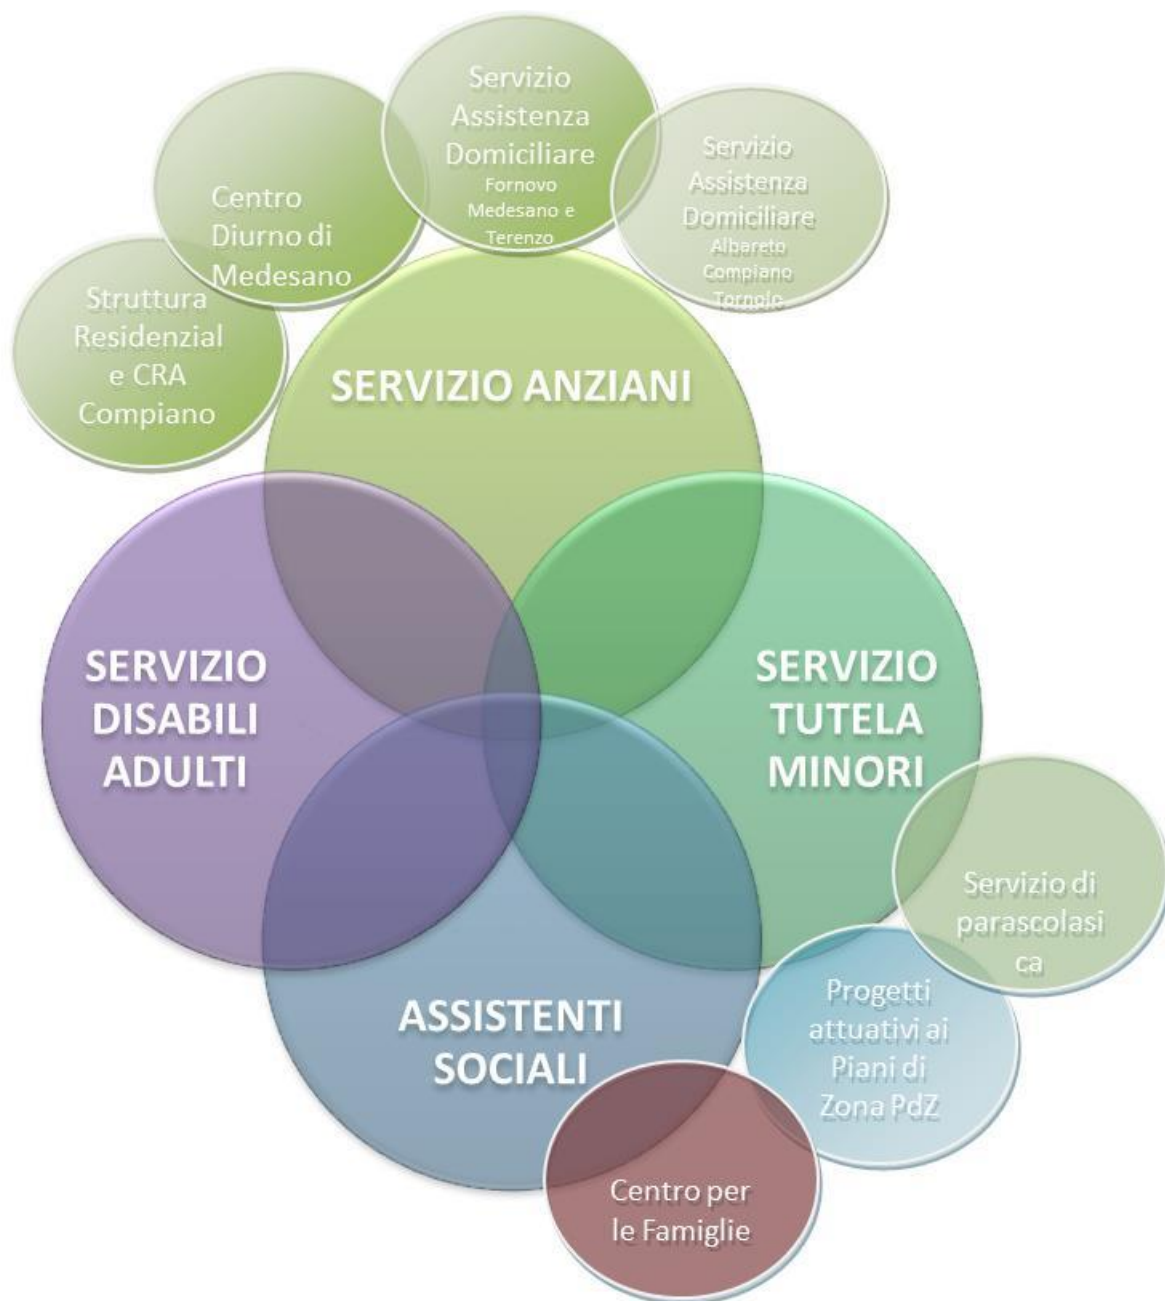 Servizio
Assistenza
Domiciliare
Fornovo
Medesano e
Terenzo
Servizio
Assistenza
Domiciliare
Albareto
Compiano
Tornolo
Centro
Diurno di
Medesano
Struttura
Residenzial
e CRA
Compiano
SERVIZIO ANZIANI
SERVIZIO
DISABILI
ADULTI
SERVIZIO
TUTELA
MINORI
Servizio di
parascolasi
ca
Progetti
attuativi ai
Piani di
Zona PdZ
ASSISTENTI
SOCIALI
Centro per
le Famiglie